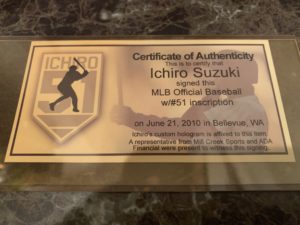 ICHIRO
51
Certificate of Authenticity
This is to certify that
Ichiro Suzuki
signed this
MLB Official Baseball
w/#51 inscription
on June 21, 2010 in Bellevue, WA
Ichiro's custom hologram is affixed to this item.
A representative from Mill Creek Sports and ADA
Financial were present to witness this signing.